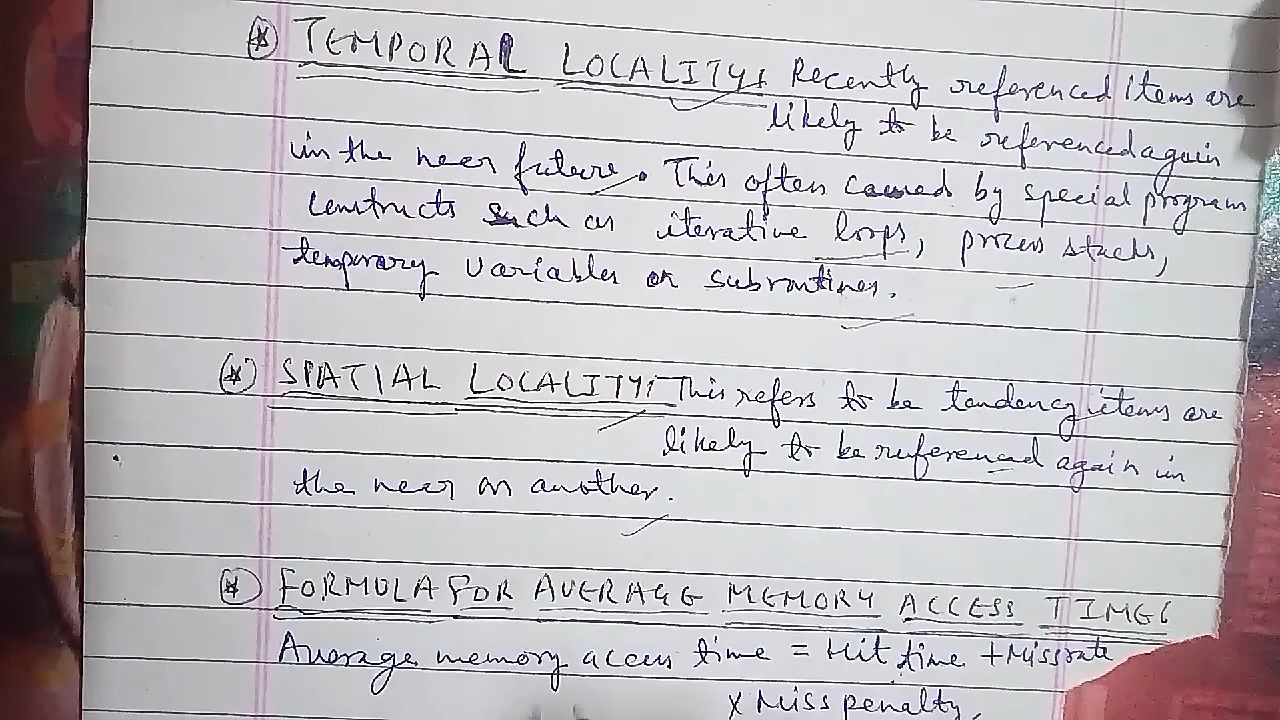 (*) TEMPORAL LOCALITY: Recently referenced items are
likely to be referenced again
in the near future. This often caused by special program
constructs such as iterative loops, process stacks,
temporary variables or subroutines.
(*) SPATIAL LOCALITY: This refers to be tendency items are
likely to be referenced again in
the near on another.
(*) FORMULA FOR AVERAGE MEMORY ACCESS TIME:
Average memory access time = Hit time + Miss rate
x Miss penalty.